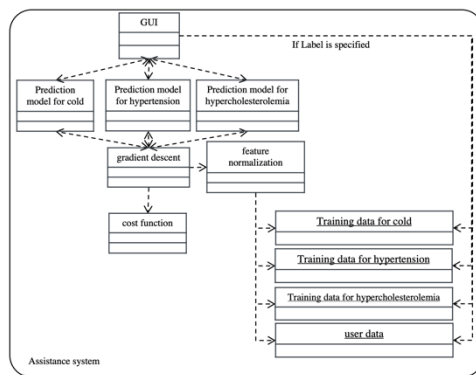 GUI
If Label is specified
Prediction
model for cold
Prediction model
for hypertension
Prediction model for
hypercholesterolemia
gradient descent
feature
normalization
cost function
Training data for cold
Training data for hypertension
Training data for hypercholesterolemia
user data
Assistance system